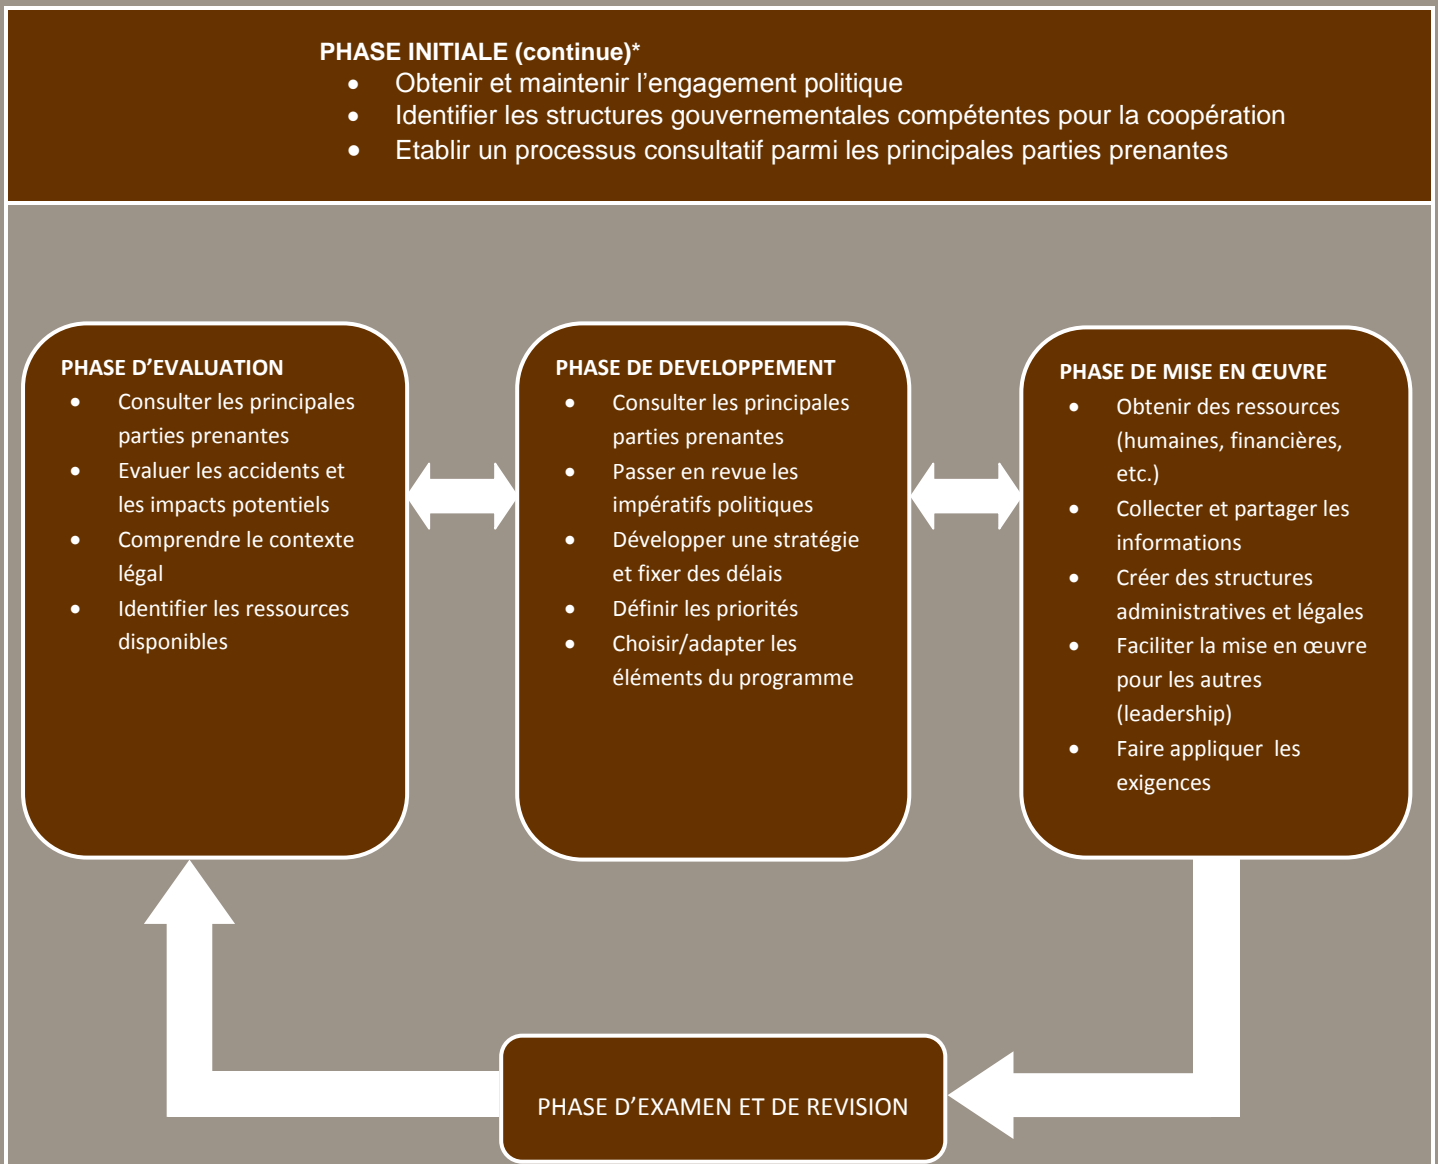 PHASE INITIALE (continue)*
• Obtenir et maintenir l’engagement politique
• Identifier les structures gouvernementales compétentes pour la coopération
• Etablir un processus consultatif parmi les principales parties prenantes
PHASE D’EVALUATION
• Consulter les principales
parties prenantes
• Evaluer les accidents et
les impacts potentiels
• Comprendre le contexte
légal
• Identifier les ressources
disponibles
PHASE DE DEVELOPPEMENT
• Consulter les principales
parties prenantes
• Passer en revue les
impératifs politiques
• Développer une stratégie
et fixer des délais
• Définir les priorités
• Choisir/adapter les
éléments du programme
PHASE DE MISE EN ŒUVRE
• Obtenir des ressources
(humaines, financières,
etc.)
• Collecter et partager les
informations
• Créer des structures
administratives et légales
• Faciliter la mise en œuvre
pour les autres
(leadership)
• Faire appliquer les
exigences
PHASE D’EXAMEN ET DE REVISION